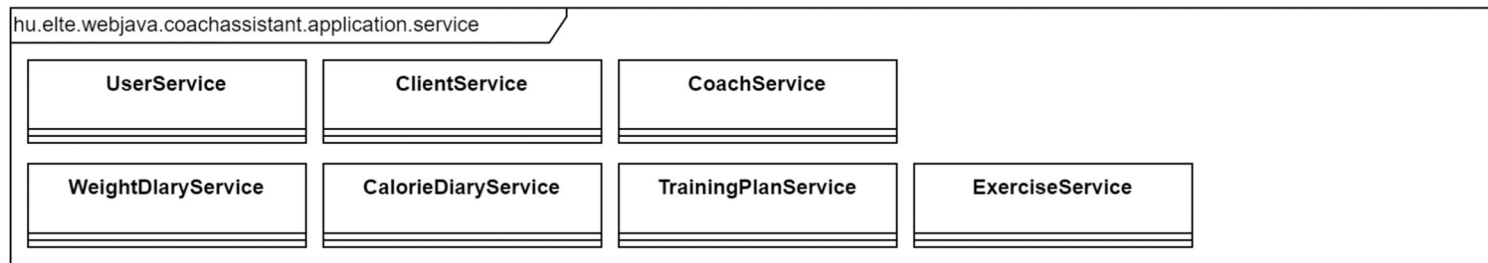 hu.elte.webjava.coachassistant.application.service
UserService
ClientService
CoachService
WeightDIaryService
CalorieDiaryService
TrainingPlanService
ExerciseService